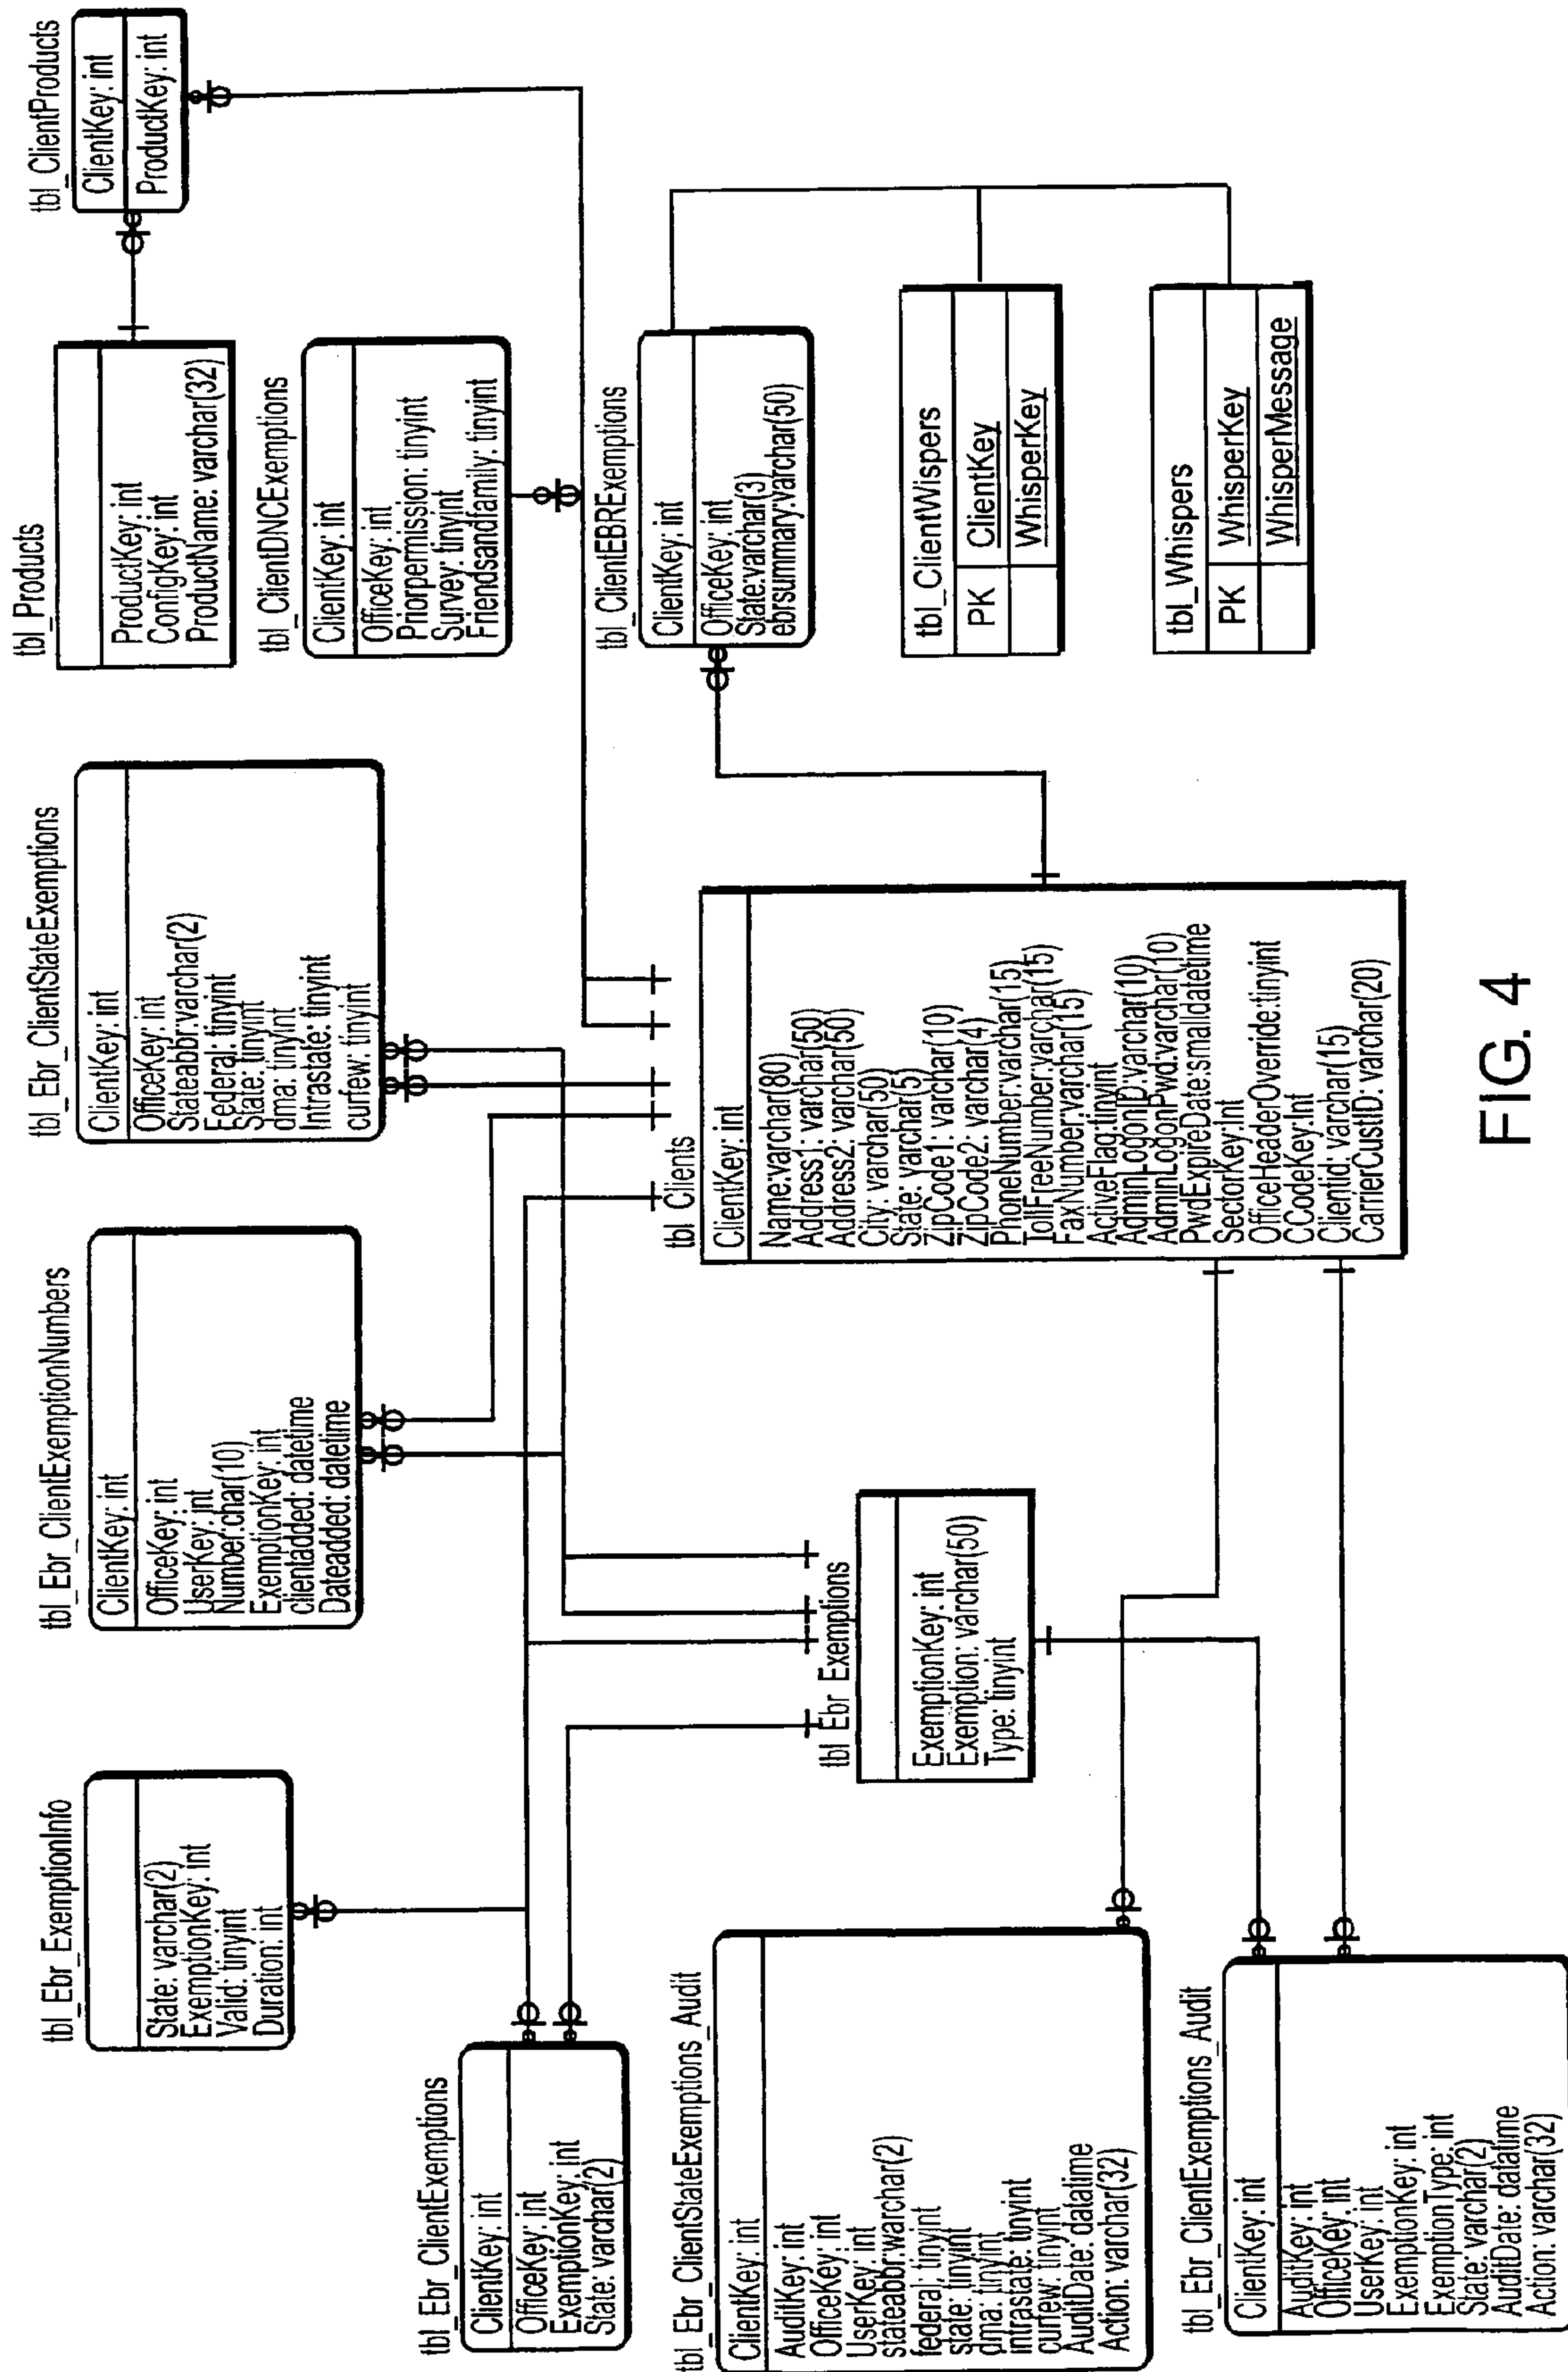 tbl_Ebr_ExemptionInfo
State: varchar(2)
ExemptionKey: int
Valid: tinyint
Duration: int
tbl_Ebr_ClientExemptionNumbers
ClientKey: int
OfficeKey: int
UserKey: int
Number:char(10)
ExemptionKey: int
clientadded: datetime
Dateadded: datetime
tbl_Ebr_ClientStateExemptions
ClientKey: int
OfficeKey: int
Stateabbr:varchar(2)
Federal: tinyint
State: tinyint
dma: tinyint
Intrastate: tinyint
curfew: tinyint
tbl_Products
ProductKey: int
ConfigKey: int
ProductName: varchar(32)
tbl_ClientProducts
ClientKey: int
ProductKey: int
tbl_ClientDNCExemptions
ClientKey: int
OfficeKey: int
Priorpermission: tinyint
Survey: tinyint
Friendsandfamily: tinyint
tbl_Ebr_ClientExemptions
ClientKey: int
OfficeKey: int
ExemptionKey: int
State: varchar(2)
tbl_ClientEBRExemptions
ClientKey: int
OfficeKey: int
State:varchar(3)
ebrsummary:varchar(50)
tbl_Ebr_ClientStateExemptions_Audit
ClientKey: int
AuditKey: int
OfficeKey: int
UserKey: int
stateabbr:warchar(2)
federal: tinyint
state: tinyint
dma: tinyint
intrastate: tinyint
curfew: tinyint
AuditDate: datatime
Action: varchar(32)
tbl_Ebr_Exemptions
ExemptionKey: int
Exemption: varchar(50)
Type: tinyint
tbl_Clients
ClientKey: int
Name:varchar(80)
Address1: varchar(50)
Address2: varchar(50)
City: varchar(50)
State: varchar(5)
ZipCode1: varchar(10)
ZipCode2: varchar(4)
PhoneNumber:varchar(15)
TollFreeNumber:varchar(15)
FaxNumber:varchar(15)
ActiveFlag:tinyint
AdminLogonID:varchar(10)
AdminLogonPwd:varchar(10)
PwdExpireDate:smalldatetime
SectorKey:Int
OfficeHeaderOverride:tinyint
CCodeKey:Int
Clientid: varchar(15)
CarrierCustID: varchar(20)
tbl_ClientWispers
PK ClientKey
WhisperKey
tbl_Whispers
PK WhisperKey
WhisperMessage
tbl_Ebr_ClientExemptions_Audit
ClientKey: int
AuditKey: int
OfficeKey: int
UserKey: int
ExemptionKey: int
ExemptionType: int
State: varchar(2)
AuditDate: datatime
Action: varchar(32)
FIG. 4